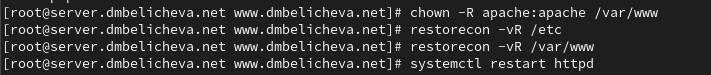 [root@server.dmbelicheva.net www.dmbelicheva.net]# chown -R apache:apache /var/www
[root@server.dmbelicheva.net www.dmbelicheva.net]# restorecon -vR /etc
[root@server.dmbelicheva.net www.dmbelicheva.net]# restorecon -vR /var/www
[root@server.dmbelicheva.net www.dmbelicheva.net]# systemctl restart httpd